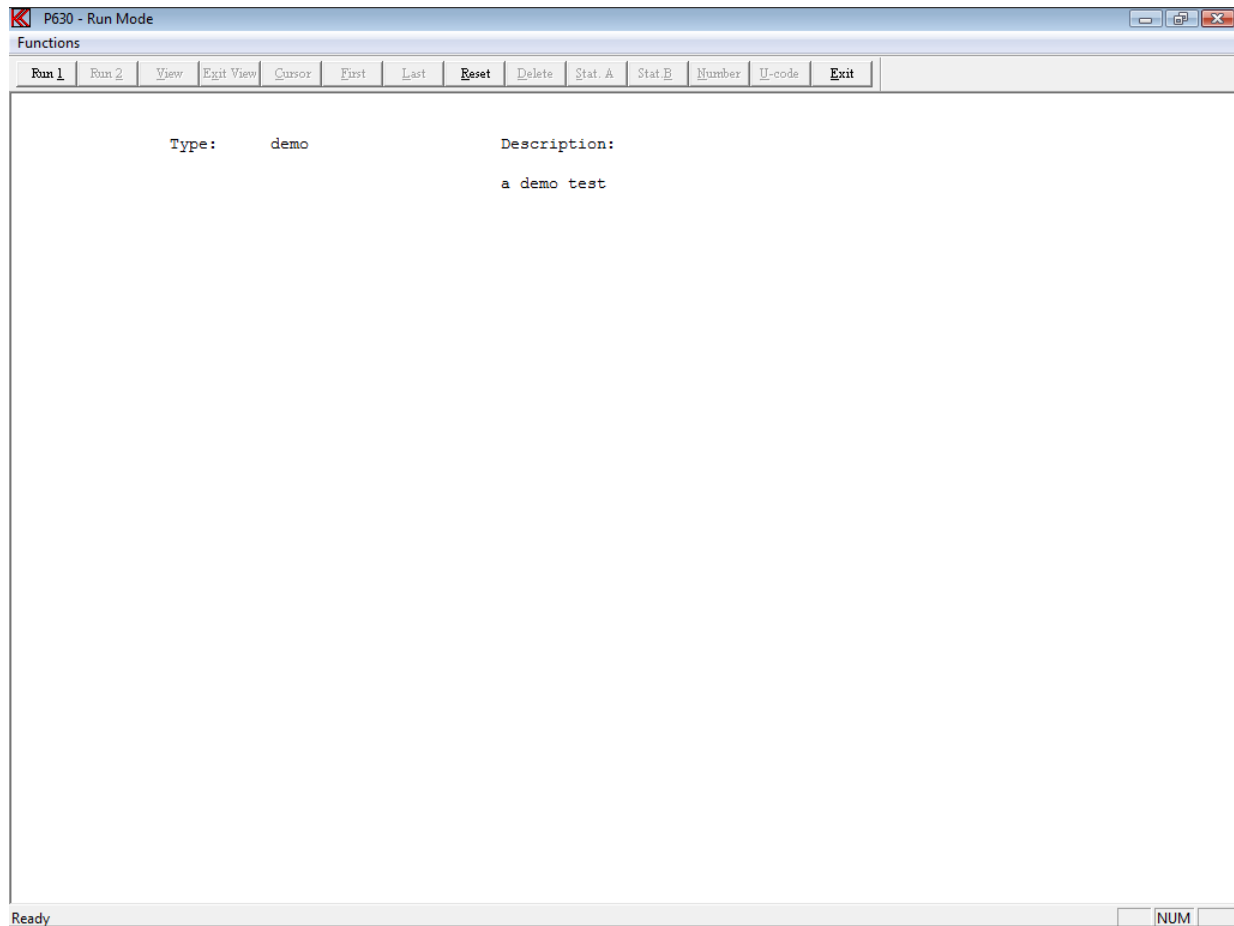 P630 - Run Mode
Functions
Run 1 Run 2 View Exit View Cursor First Last Reset Delete Stat. A Stat.B Number U-code Exit
Type: demo Description:
a demo test
Ready NUM